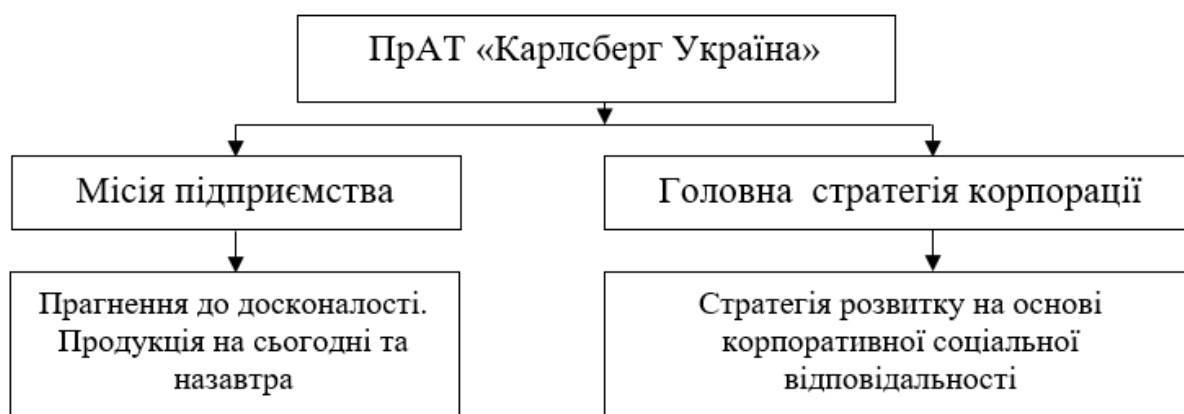 ПрАТ «Карлсберг Україна»
Місія підприємства
Головна стратегія корпорації
Прагнення до досконалості.
Продукція на сьогодні та
назавтра
Стратегія розвитку на основі
корпоративної соціальної
відповідальності